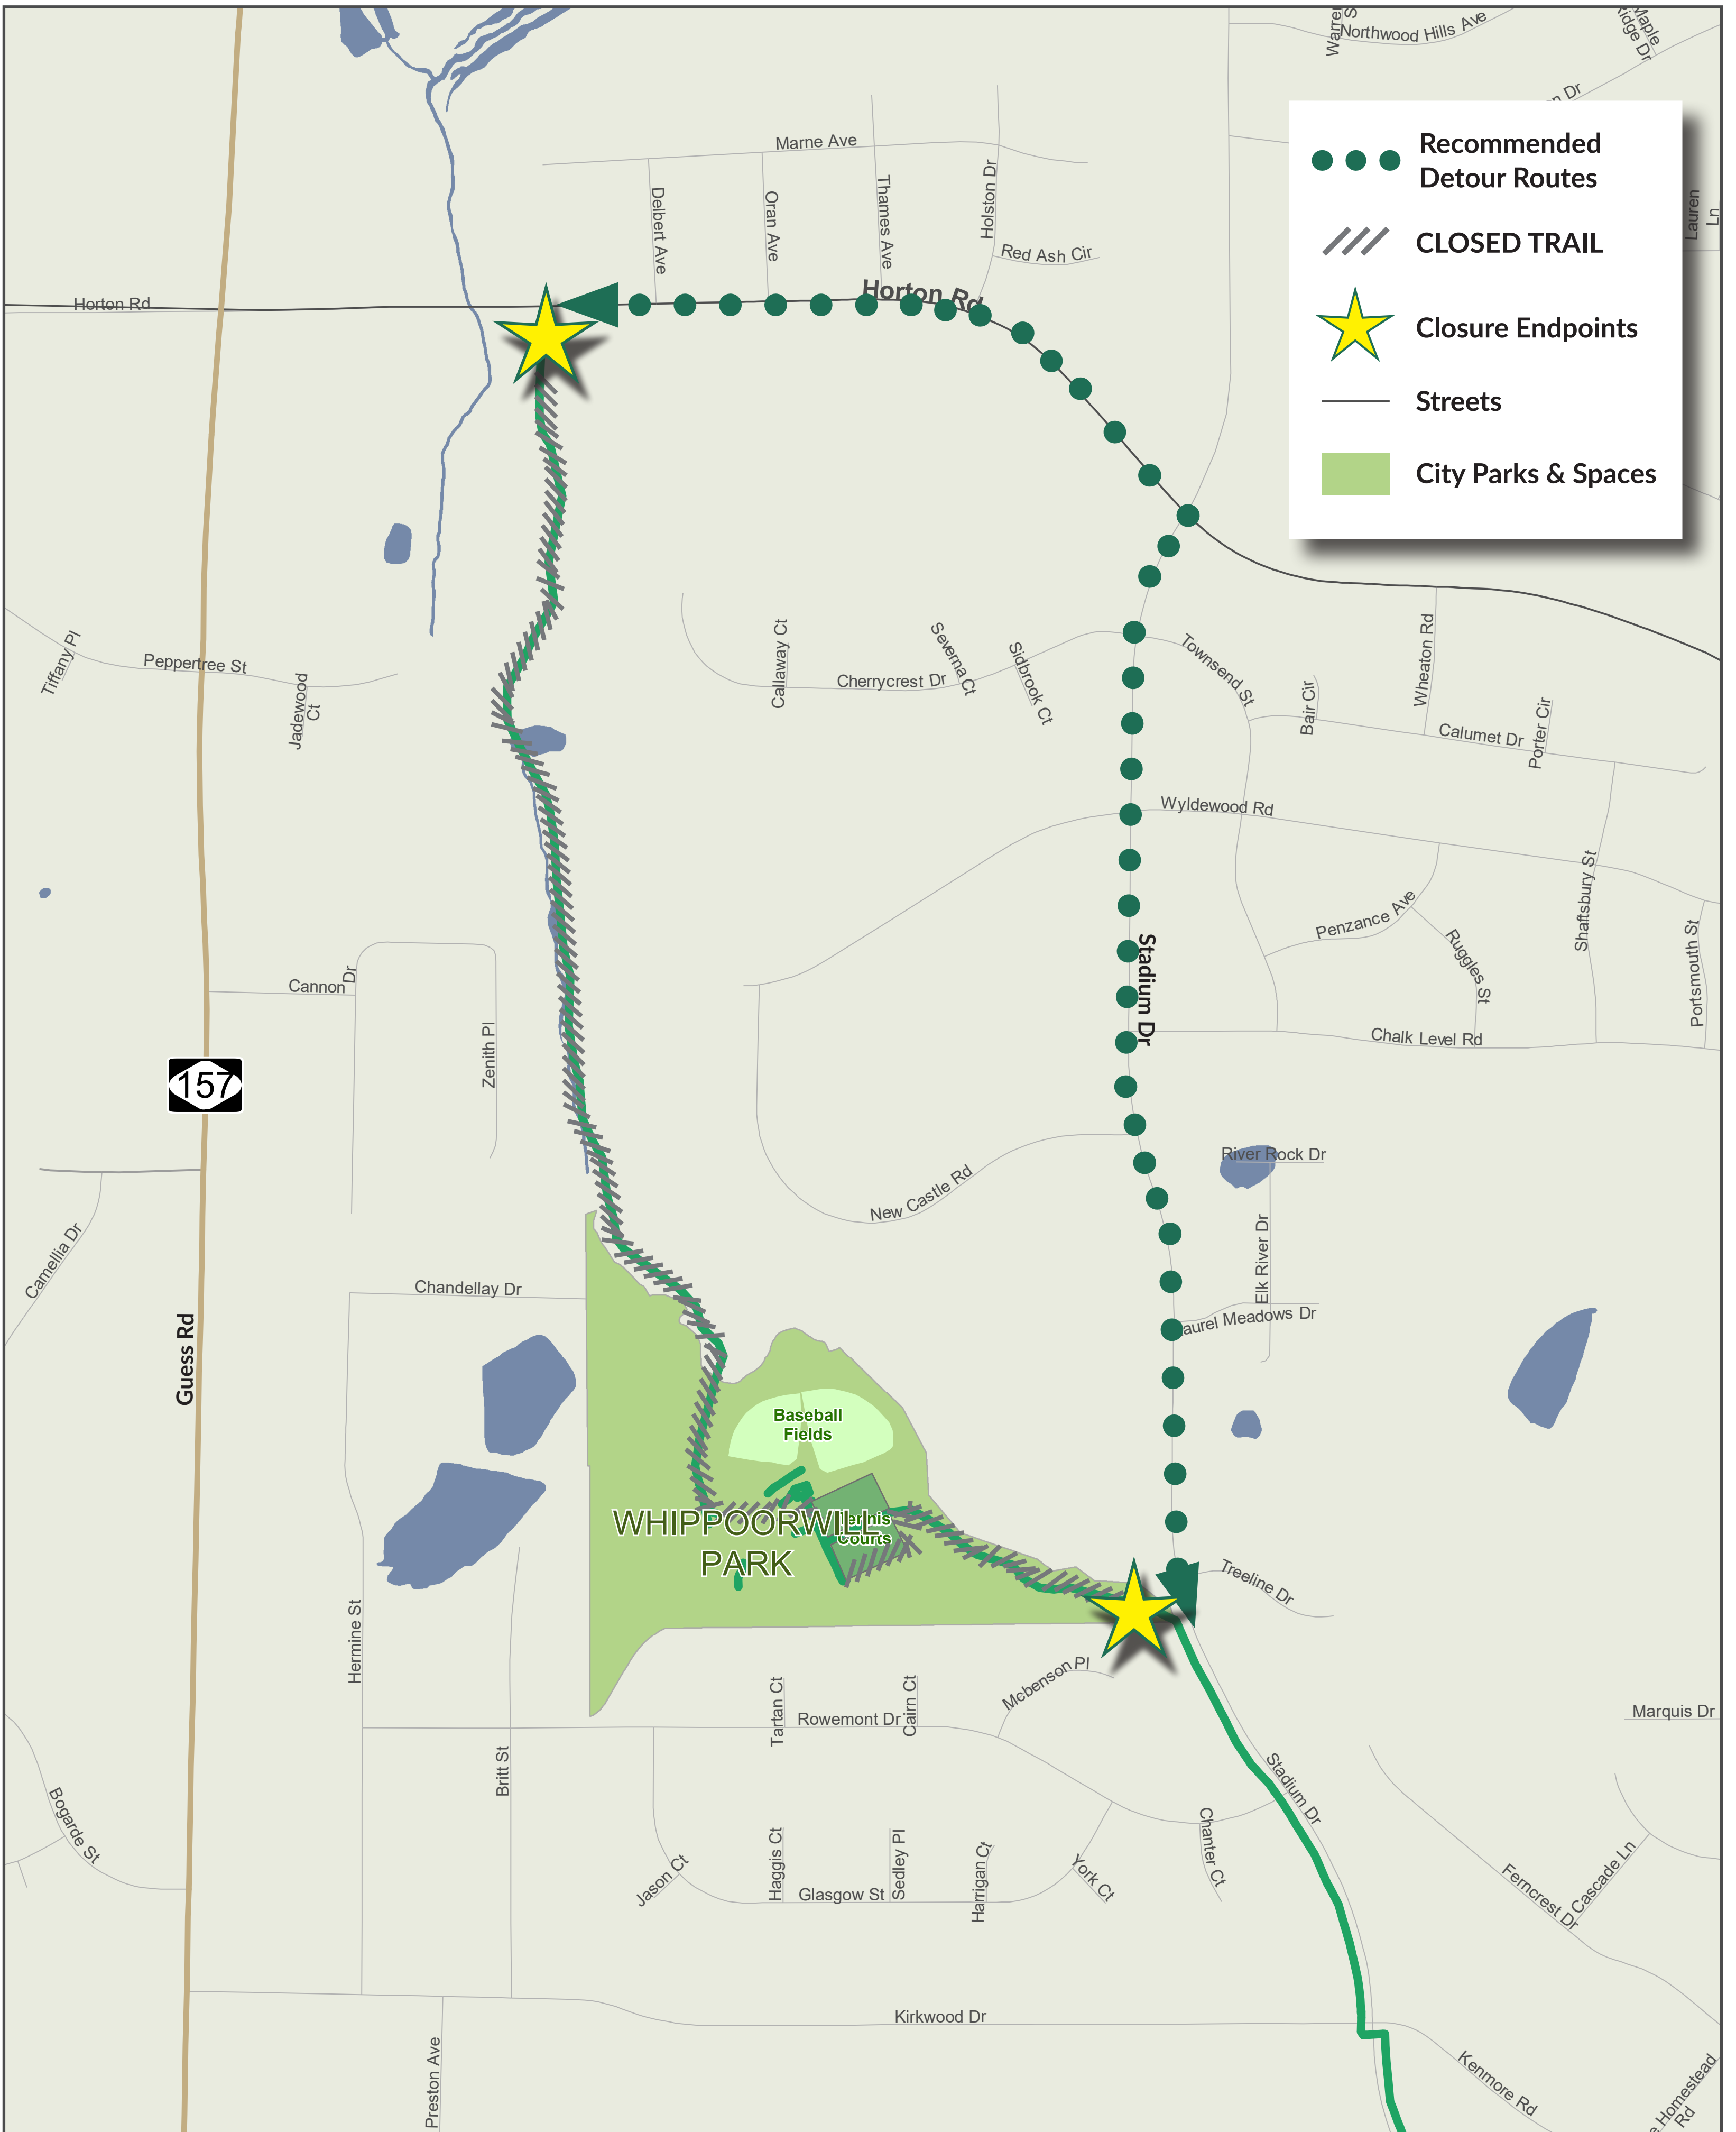 Northwood Hills Ave
Maple
Ridge Dr
Recommended
Detour Routes
CLOSED TRAIL
Closure Endpoints
Streets
City Parks & Spaces
Lauren
Ln
Marne Ave
Delbert Ave
Oran Ave
Thames Ave
Holston Dr
Red Ash Cir
Horton Rd
Horton Rd
Tiffany Pl
Peppertree St
Jadewood
Ct
Callaway Ct
Cherrycrest Dr
Severna Ct
Sidbrook Ct
Townsend St
Bair Cir
Wheaton Rd
Calumet Dr
Porter Cir
Wyldewood Rd
Penzance Ave
Ruggles St
Shaftsbury St
Portsmouth St
Stadium Dr
Chalk Level Rd
Cannon Dr
Zenith Pl
157
River Rock Dr
New Castle Rd
Elk River Dr
Camellia Dr
Chandellay Dr
Laurel Meadows Dr
Guess Rd
Baseball
Fields
Tennis
Courts
WHIPPOORWILL
PARK
Treeline Dr
Hermine St
Mcbenson Pl
Tartan Ct
Cairn Ct
Rowemont Dr
Marquis Dr
Britt St
Stadium Dr
Bogarde St
Jason Ct
Haggis Ct
Glasgow St
Sedley Pl
Harrigan Ct
York Ct
Chanter Ct
Ferncrest Dr
Cascade Ln
Kirkwood Dr
Preston Ave
Kenmore Rd
Homestead
Rd